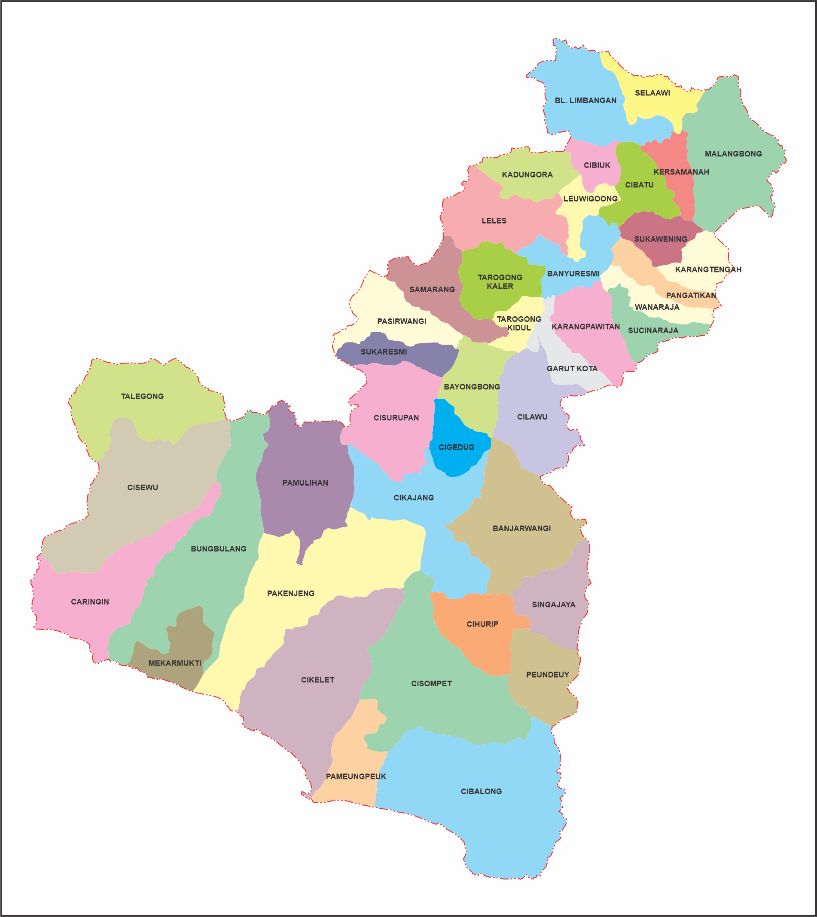 SELAAWI
BL. LIMBANGAN
MALANGBONG
CIBIUK
KERSAMANAH
KADUNGORA
CIBATU
LEUWIGOONG
LELES
SUKAWENING
KARANGTENGAH
BANYURESMI
TAROGONG
KALER
SAMARANG
PANGATIKAN
WANARAJA
PASIRWANGI
TAROGONG
KIDUL
KARANGPAWITAN
SUCINARAJA
SUKARESMI
GARUT KOTA
BAYONGBONG
TALEGONG
CISURUPAN
CILAWU
CIGEDUG
PAMULIHAN
CISEWU
CIKAJANG
BANJARWANGI
BUNGBULANG
PAKENJENG
CARINGIN
SINGAJAYA
CIHURIP
MEKARMUKTI
PEUNDEUY
CIKELET
CISOMPET
PAMEUNGPEUK
CIBALONG